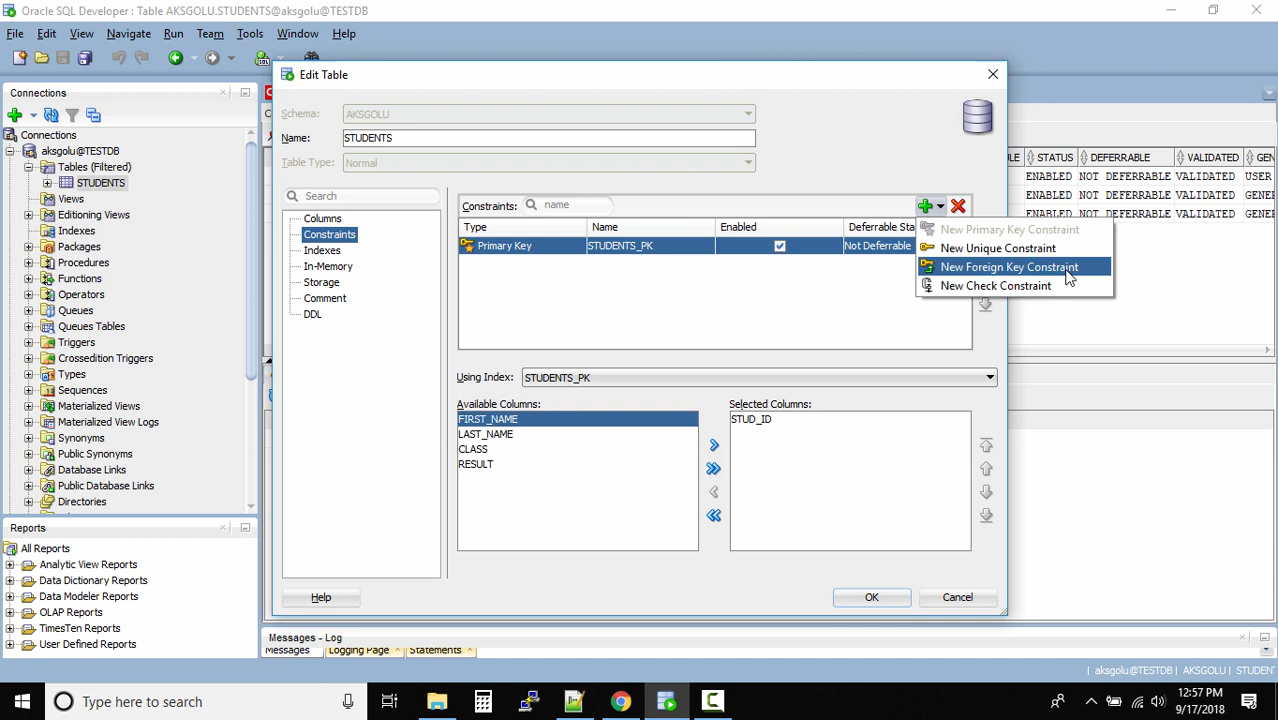 Oracle SQL Developer : Table AKSGOLU.STUDENTS@aksgolu@TESTDB
File Edit View Navigate Run Team Tools Window Help
Connections
Connections
aksgolu@TESTDB
Tables (Filtered)
STUDENTS
Views
Editioning Views
Indexes
Packages
Procedures
Functions
Operators
Queues
Queues Tables
Triggers
Crossedition Triggers
Types
Sequences
Materialized Views
Materialized View Logs
Synonyms
Public Synonyms
Database Links
Public Database Links
Directories
Reports
All Reports
Analytic View Reports
Data Dictionary Reports
Data Modeler Reports
OLAP Reports
TimesTen Reports
User Defined Reports
Edit Table
Schema: AKSGOLU
Name: STUDENTS
Table Type: Normal
Search
Columns
Constraints
Indexes
In-Memory
Storage
Comment
DDL
Constraints: name
Type Name Enabled Deferrable Sta
Primary Key STUDENTS_PK Not Deferrable
New Primary Key Constraint
New Unique Constraint
New Foreign Key Constraint
New Check Constraint
Using Index: STUDENTS_PK
Available Columns: Selected Columns:
FIRST_NAME STUD_ID
LAST_NAME
CLASS
RESULT
Help OK Cancel
STATUS DEFERRABLE VALIDATED GEN
ENABLED NOT DEFERRABLE VALIDATED USER
ENABLED NOT DEFERRABLE VALIDATED GENE
ENABLED NOT DEFERRABLE VALIDATED GENE
Messages - Log
Messages Logging Page Statements
aksgolu@TESTDB AKSGOLU STUDENT
Type here to search
12:57 PM
9/17/2018